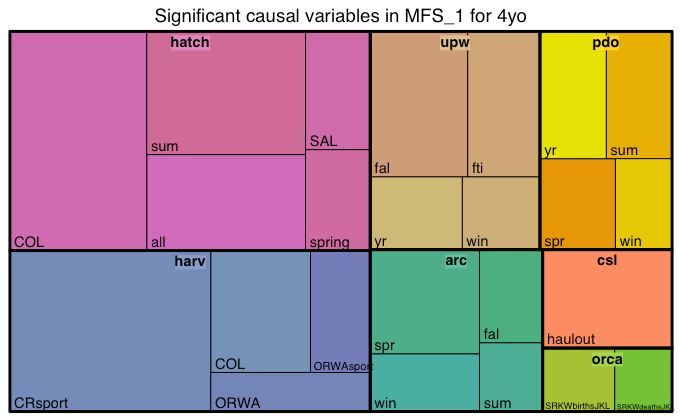 Significant causal variables in MFS_1 for 4yo
hatch
COL
sum
all
SAL
spring
upw
fal
fti
yr
win
pdo
yr
sum
spr
win
harv
CRsport
COL
ORWAsport
ORWA
arc
spr
fal
win
sum
csl
haulout
orca
SRKWbirthsJKL
SRKWdeathsJKL